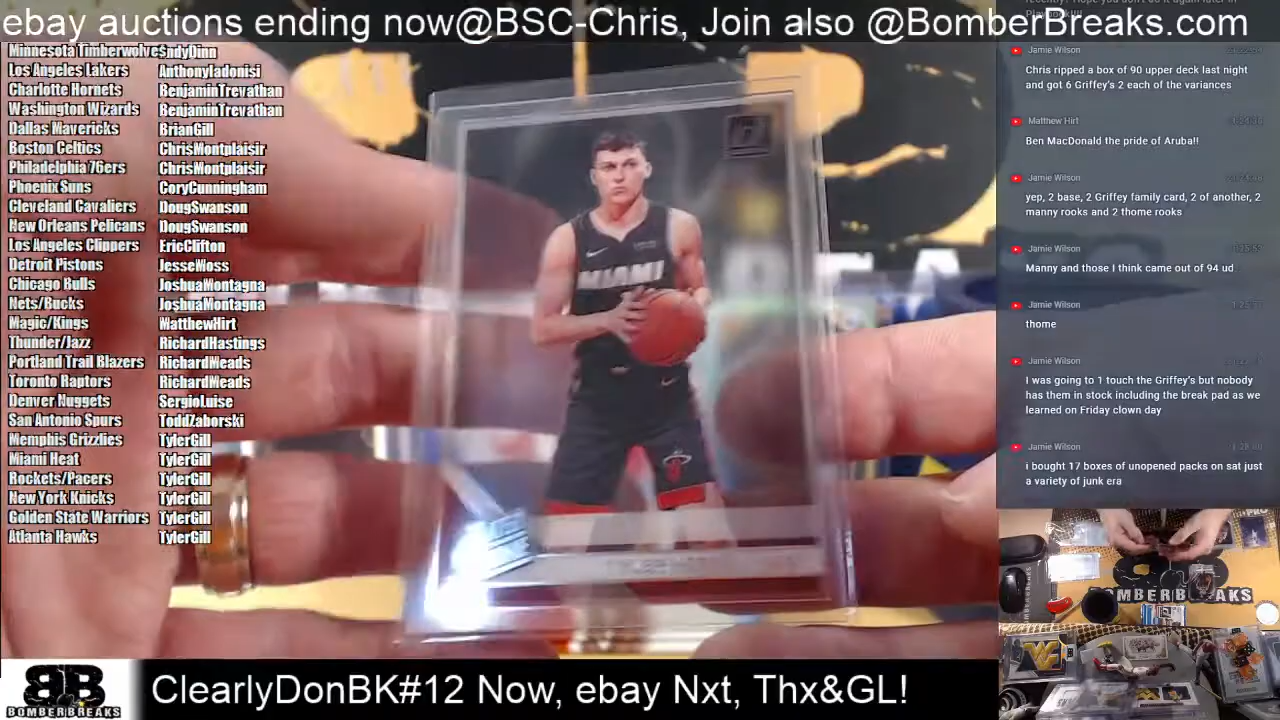 ebay auctions ending now@BSC-Chris, Join also @BomberBreaks.com
Minnesota Timberwolves AndyDinn
Los Angeles Lakers AnthonyIadonisi
Charlotte Hornets BenjaminTrevathan
Washington Wizards BenjaminTrevathan
Dallas Mavericks BrianGill
Boston Celtics ChrisMontplaisir
Philadelphia 76ers ChrisMontplaisir
Phoenix Suns CoryCunningham
Cleveland Cavaliers DougSwanson
New Orleans Pelicans DougSwanson
Los Angeles Clippers EricClifton
Detroit Pistons JesseMoss
Chicago Bulls JoshuaMontagna
Nets/Bucks JoshuaMontagna
Magic/Kings MatthewHirt
Thunder/Jazz RichardHastings
Portland Trail Blazers RichardMeads
Toronto Raptors RichardMeads
Denver Nuggets SergioLuise
San Antonio Spurs ToddZaborski
Memphis Grizzlies TylerGill
Miami Heat TylerGill
Rockets/Pacers TylerGill
New York Knicks TylerGill
Golden State Warriors TylerGill
Atlanta Hawks TylerGill
MIAMI
Jamie Wilson
Chris ripped a box of 90 upper deck last night
and got 6 Griffey's 2 each of the variances
Matthew Hirt
Ben MacDonald the pride of Aruba!!
Jamie Wilson
yep, 2 base, 2 Griffey family card, 2 of another, 2
manny rooks and 2 thome rooks
Jamie Wilson
Manny and those I think came out of 94 ud
Jamie Wilson
thome
Jamie Wilson
I was going to 1 touch the Griffey's but nobody
has them in stock including the break pad as we
learned on Friday clown day
Jamie Wilson
i bought 17 boxes of unopened packs on sat just
a variety of junk era
BOMBERBREAKS
BB
BOMBERBREAKS
ClearlyDonBK#12 Now, ebay Nxt, Thx&GL!